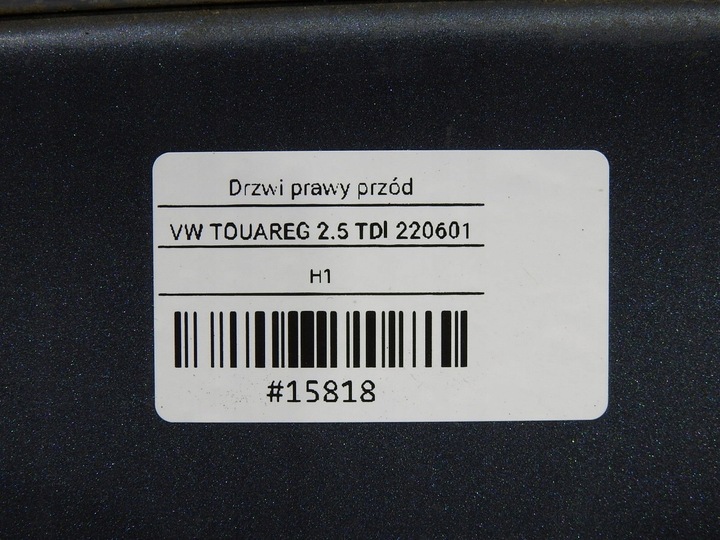 Drzwi prawy przód
VW TOUAREG 2.5 TDI 220601
H1
#15818